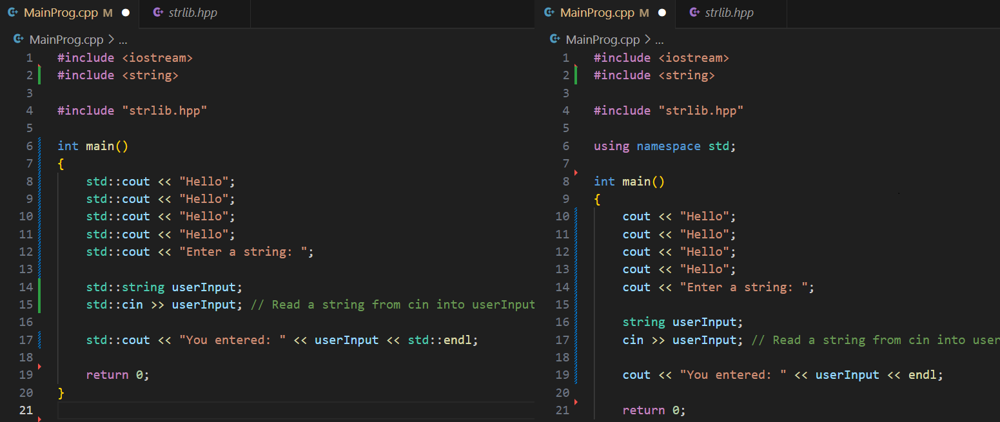 MainProg.cpp M strlib.hpp
MainProg.cpp > ...
1 #include <iostream>
2 #include <string>
3
4 #include "strlib.hpp"
5
6 int main()
7 {
8 std::cout << "Hello";
9 std::cout << "Hello";
10 std::cout << "Hello";
11 std::cout << "Hello";
12 std::cout << "Enter a string: ";
13
14 std::string userInput;
15 std::cin >> userInput; // Read a string from cin into userInput
16
17 std::cout << "You entered: " << userInput << std::endl;
18
19 return 0;
20 }
21
MainProg.cpp M strlib.hpp
MainProg.cpp > ...
1 #include <iostream>
2 #include <string>
3
4 #include "strlib.hpp"
5
6 using namespace std;
7
8 int main()
9 {
10 cout << "Hello";
11 cout << "Hello";
12 cout << "Hello";
13 cout << "Hello";
14 cout << "Enter a string: ";
15
16 string userInput;
17 cin >> userInput; // Read a string from cin into user
18
19 cout << "You entered: " << userInput << endl;
20
21 return 0;